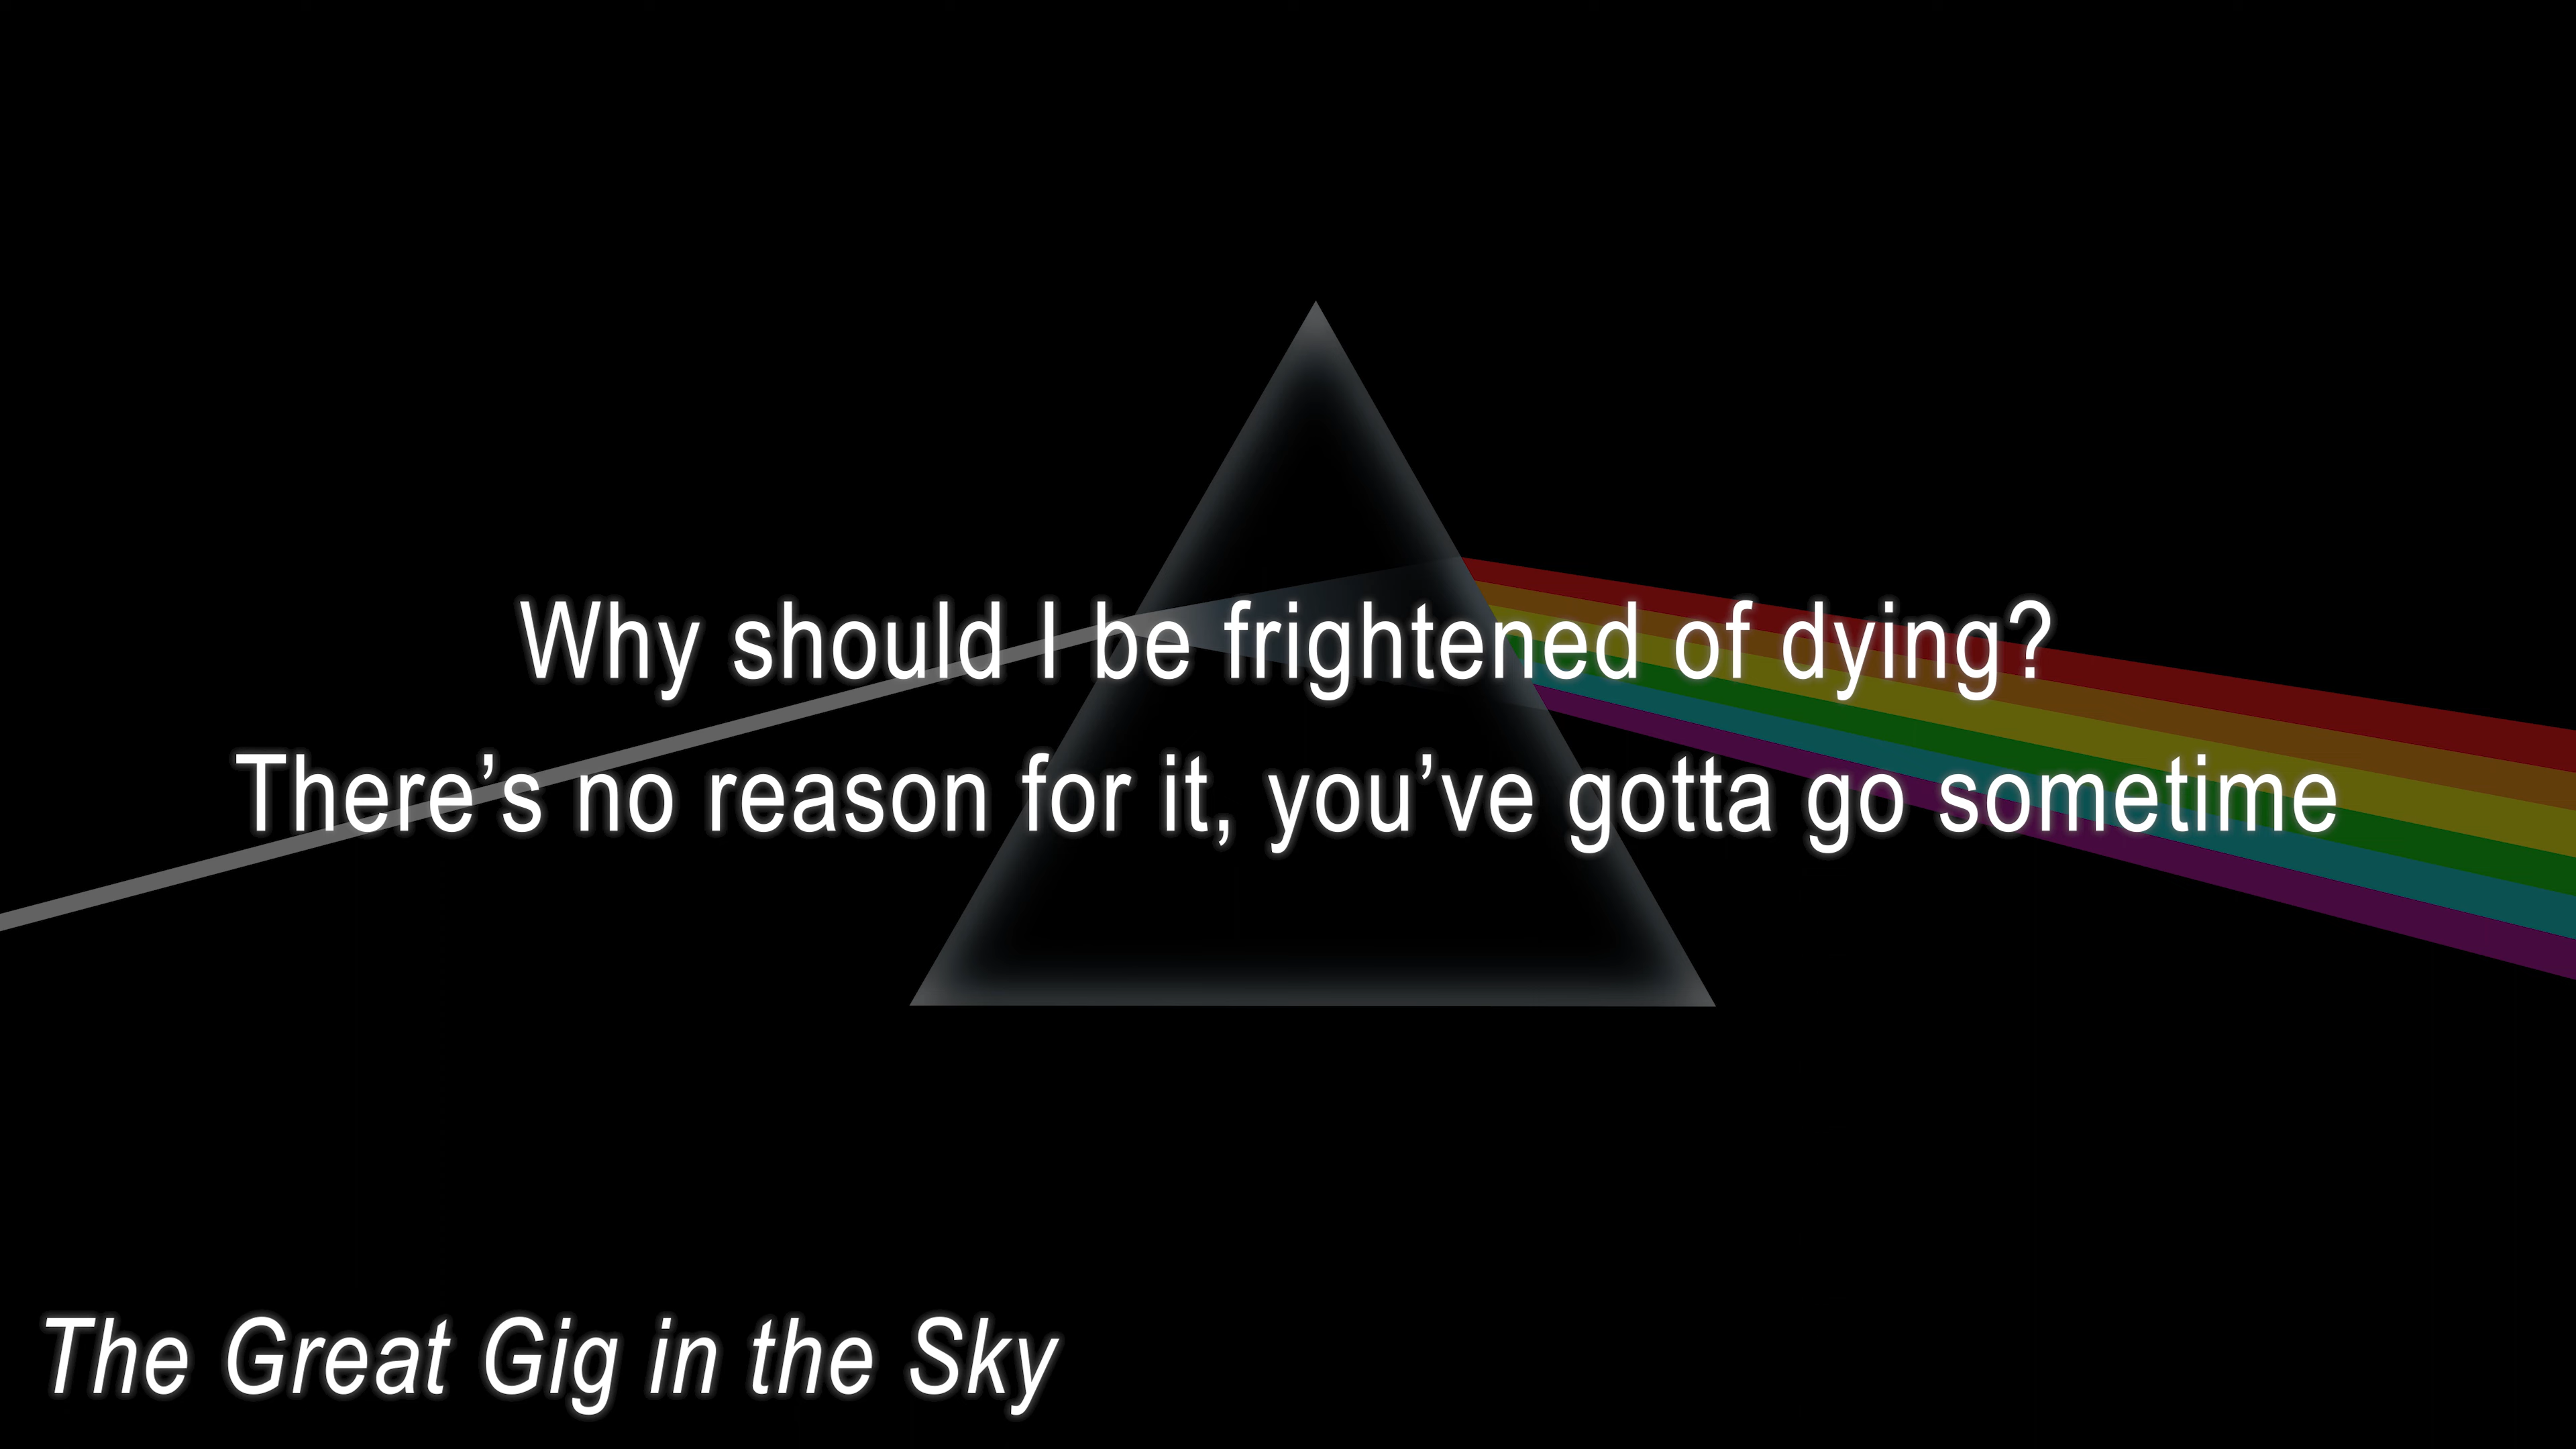 Why should I be frightened of dying?
There’s no reason for it, you’ve gotta go sometime
The Great Gig in the Sky